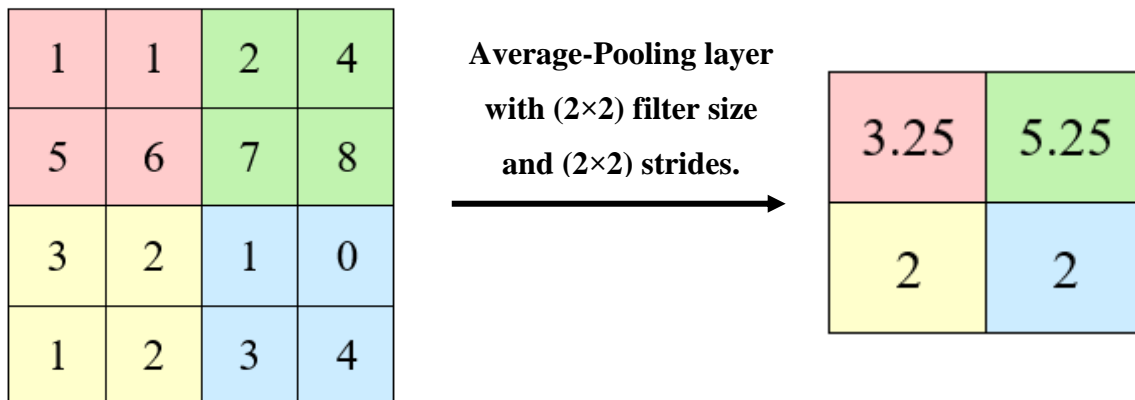 1 1 2 4
5 6 7 8
3 2 1 0
1 2 3 4
Average-Pooling layer
with (2×2) filter size
and (2×2) strides.
3.25 5.25
2 2